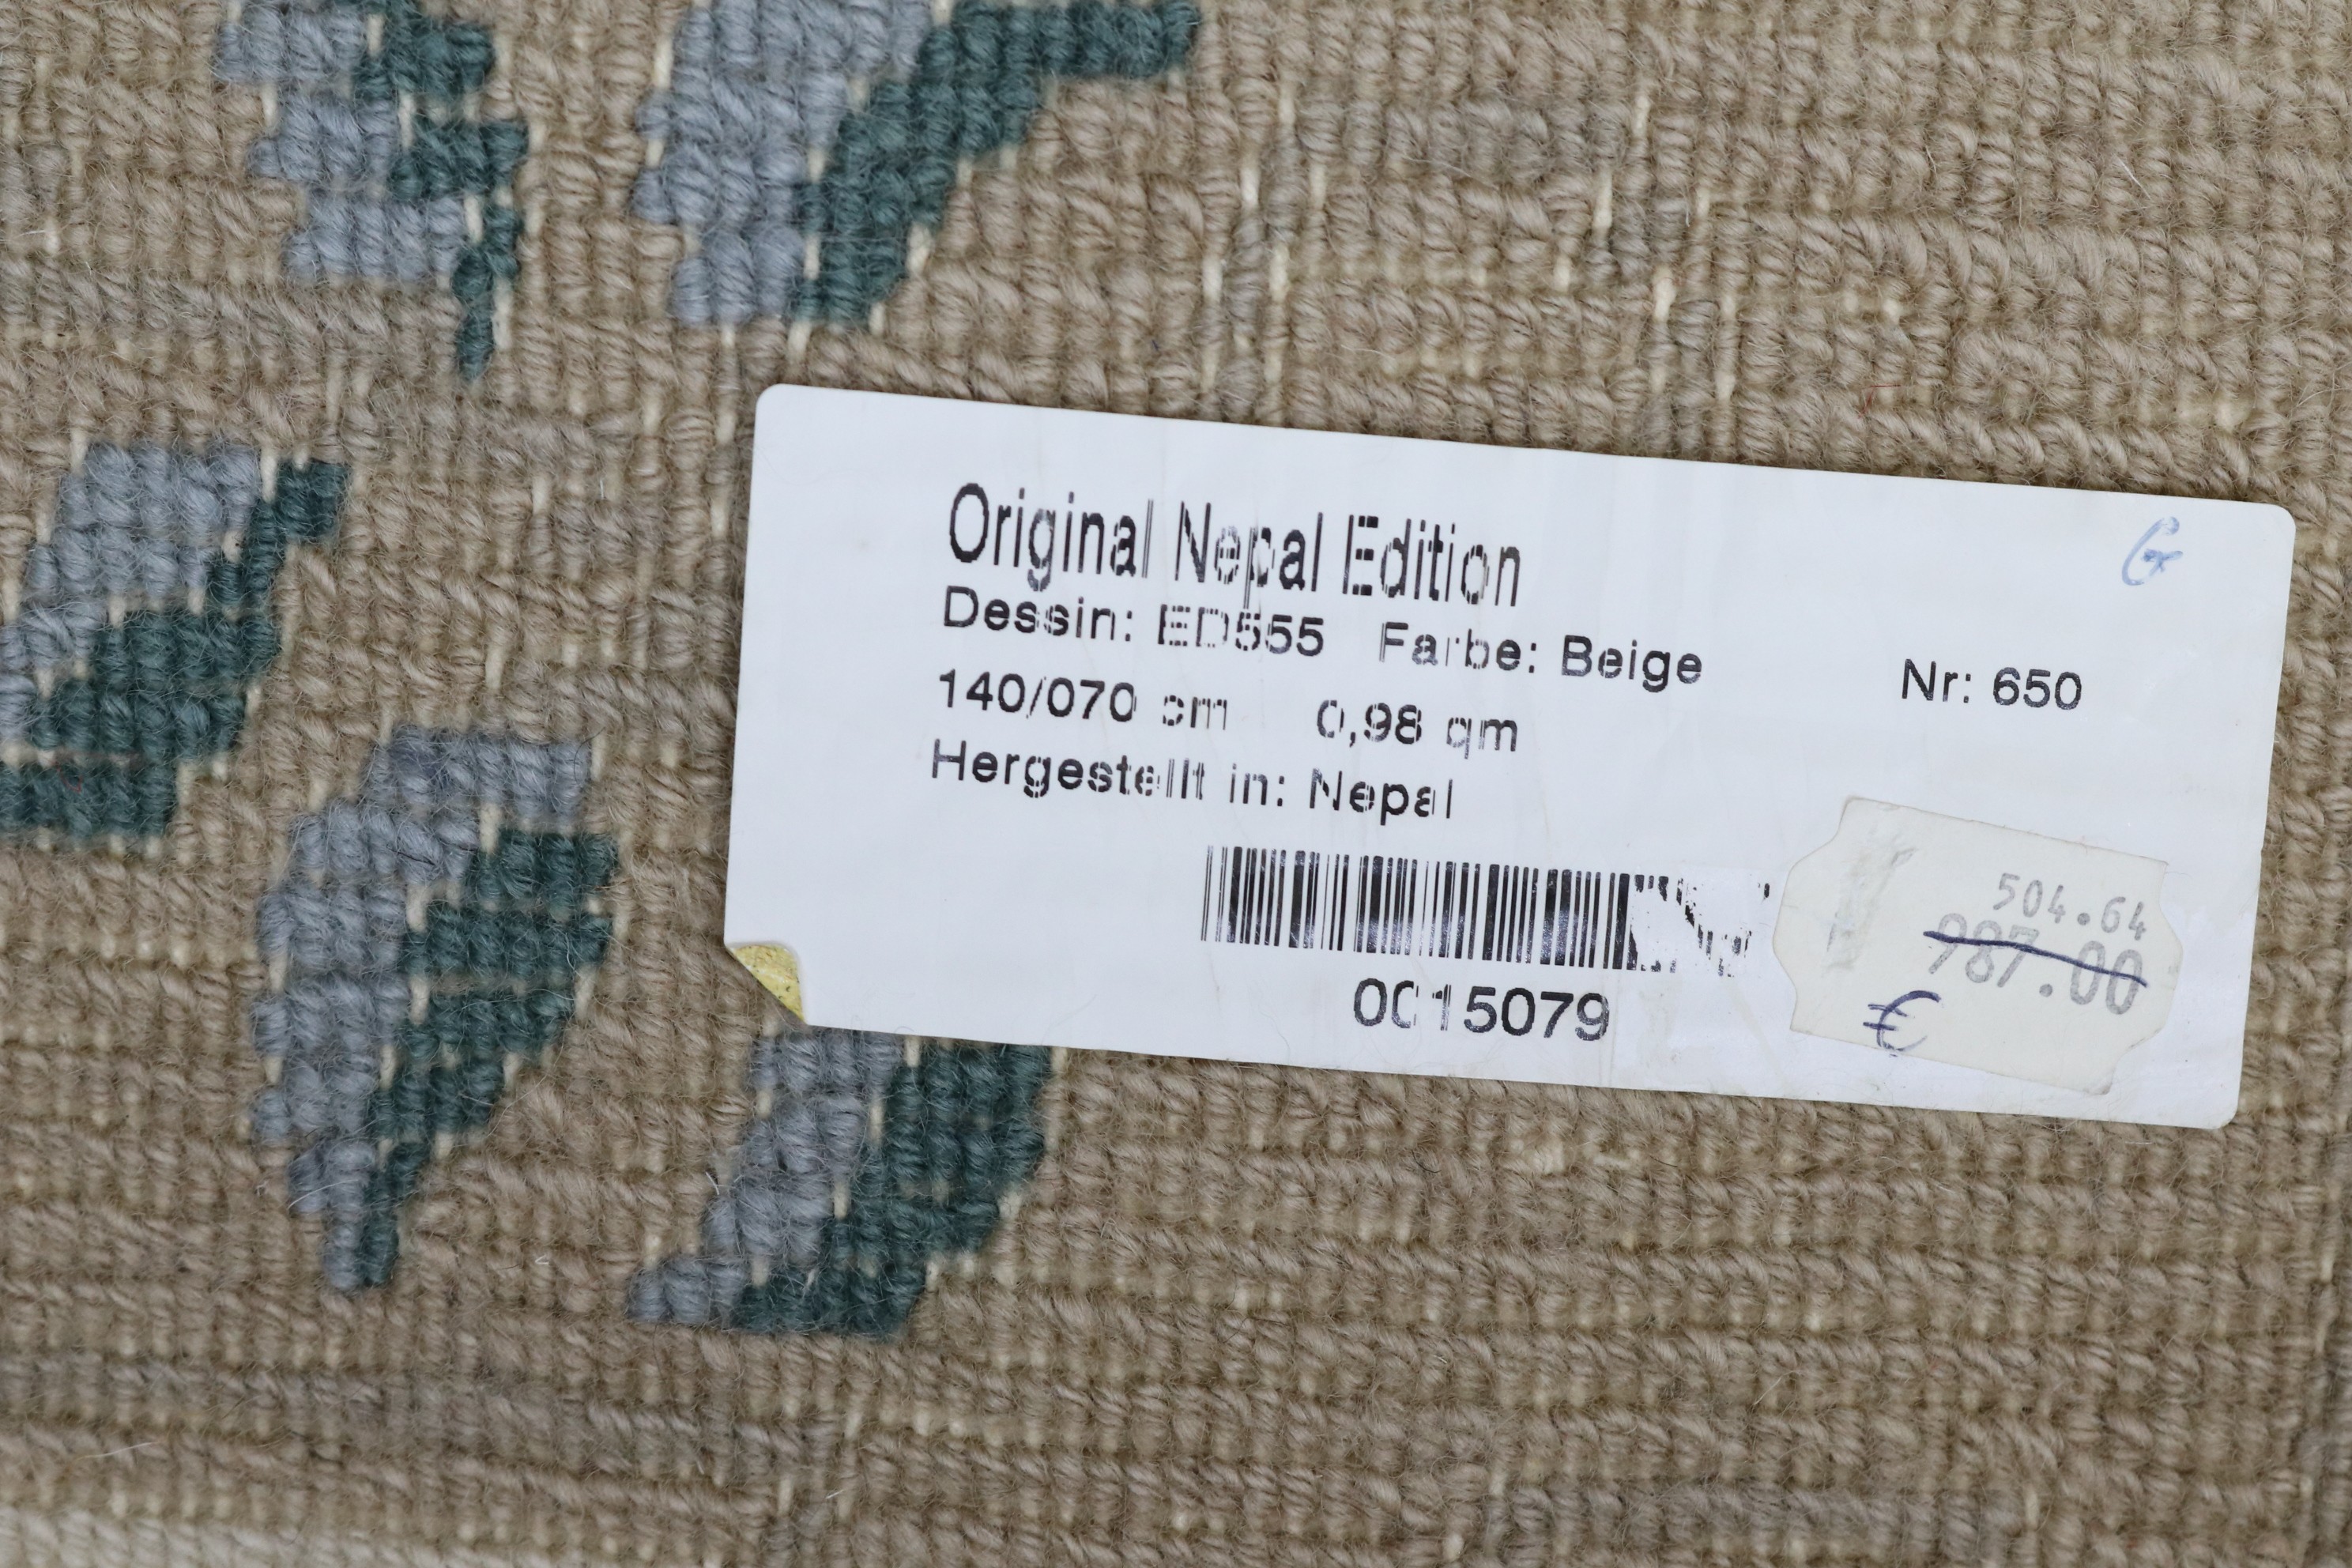 Original Nepal Edition
G
Dessin: ED555 Farbe: Beige Nr: 650
140/070 cm 0,98 qm
Hergestellt in: Nepal
0015079
504.64
987.00
€